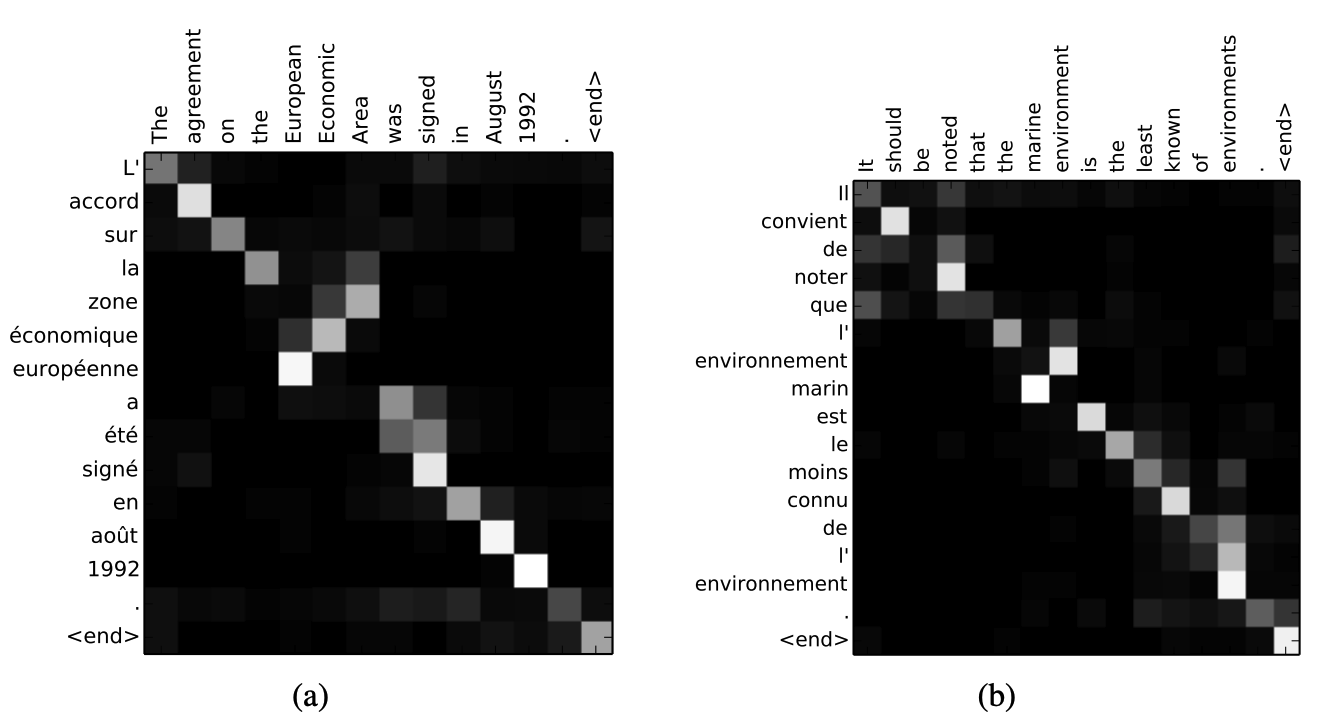 The agreement on the European Economic Area was signed in August 1992 . <end>
L'
accord
sur
la
zone
économique
européenne
a
été
signé
en
août
1992
.
<end>
(a)
It should be noted that the marine environment is the least known of environments . <end>
Il
convient
de
noter
que
l'
environnement
marin
est
le
moins
connu
de
l'
environnement
.
<end>
(b)